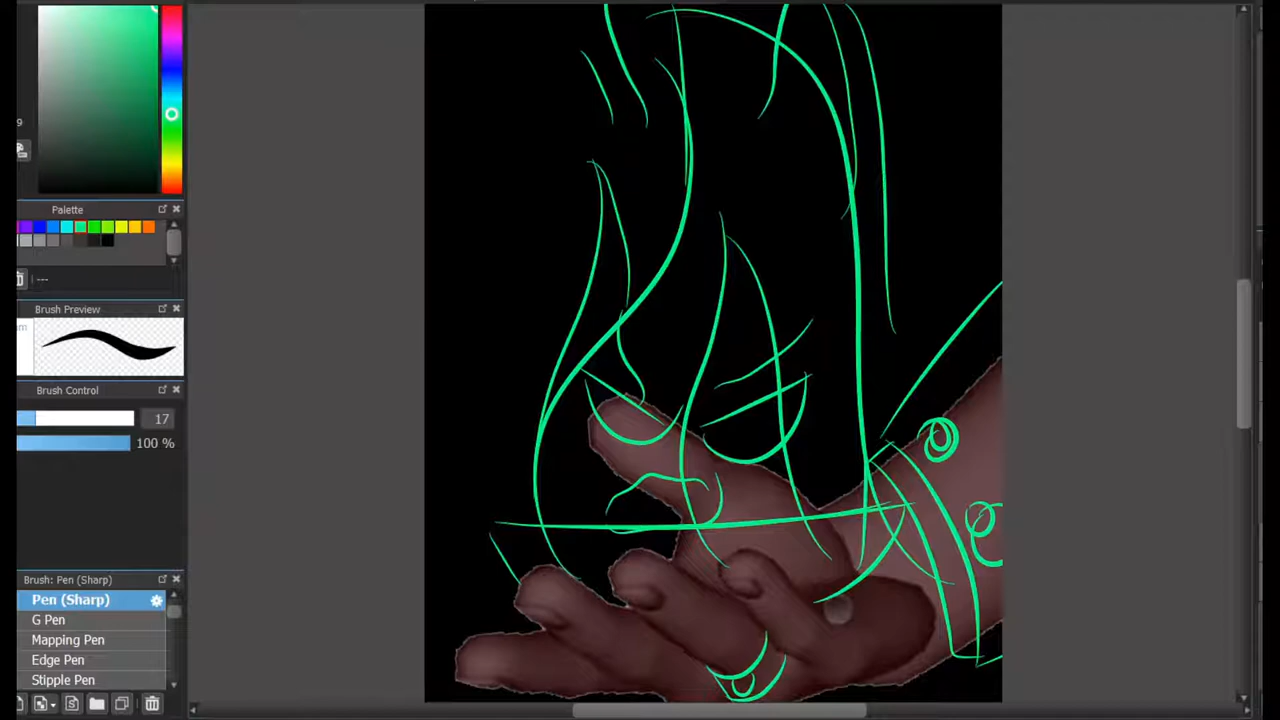 9
Palette
---
Brush Preview
Brush Control
17
100 %
Brush: Pen (Sharp)
Pen (Sharp)
G Pen
Mapping Pen
Edge Pen
Stipple Pen